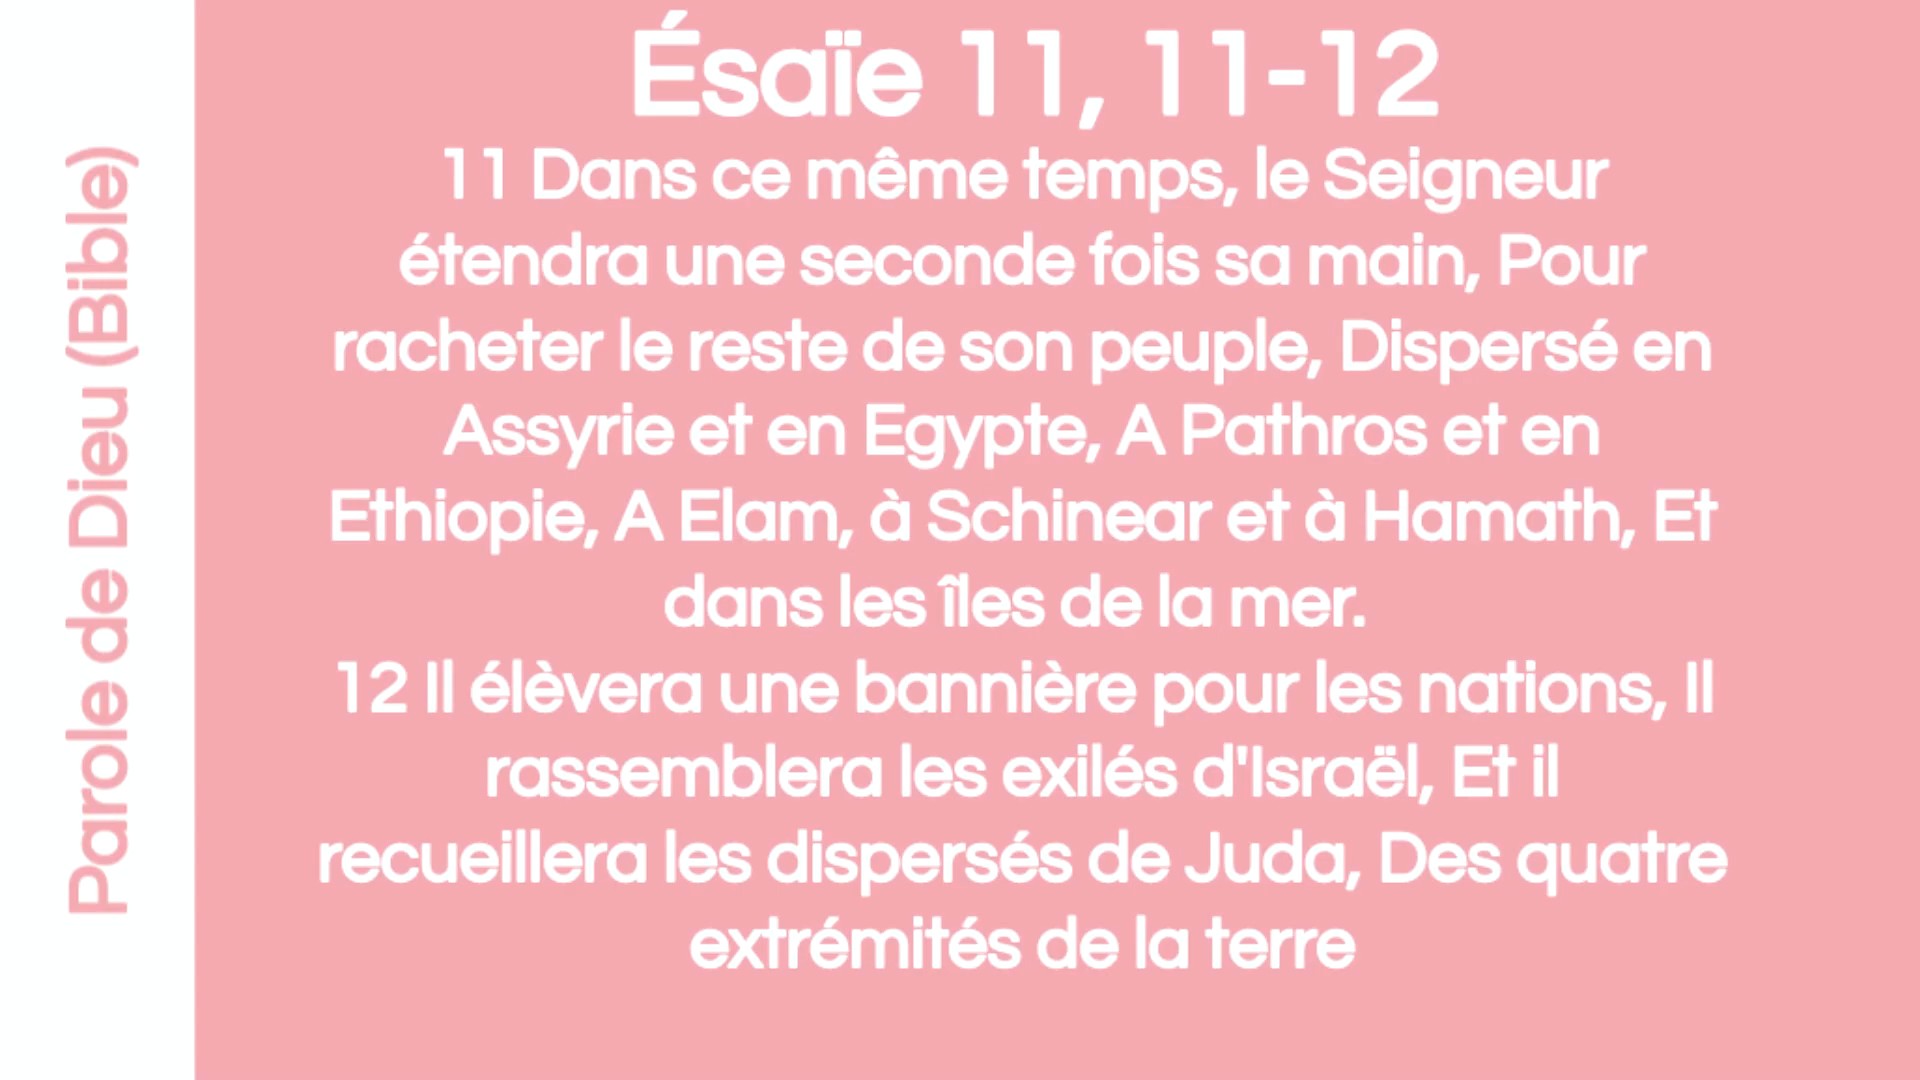 Parole de Dieu (Bible)
Ésaïe 11, 11-12
11 Dans ce même temps, le Seigneur
étendra une seconde fois sa main, Pour
racheter le reste de son peuple, Dispersé en
Assyrie et en Egypte, A Pathros et en
Ethiopie, A Elam, à Schinear et à Hamath, Et
dans les îles de la mer.
12 Il élèvera une bannière pour les nations, Il
rassemblera les exilés d'Israël, Et il
recueillera les dispersés de Juda, Des quatre
extrémités de la terre